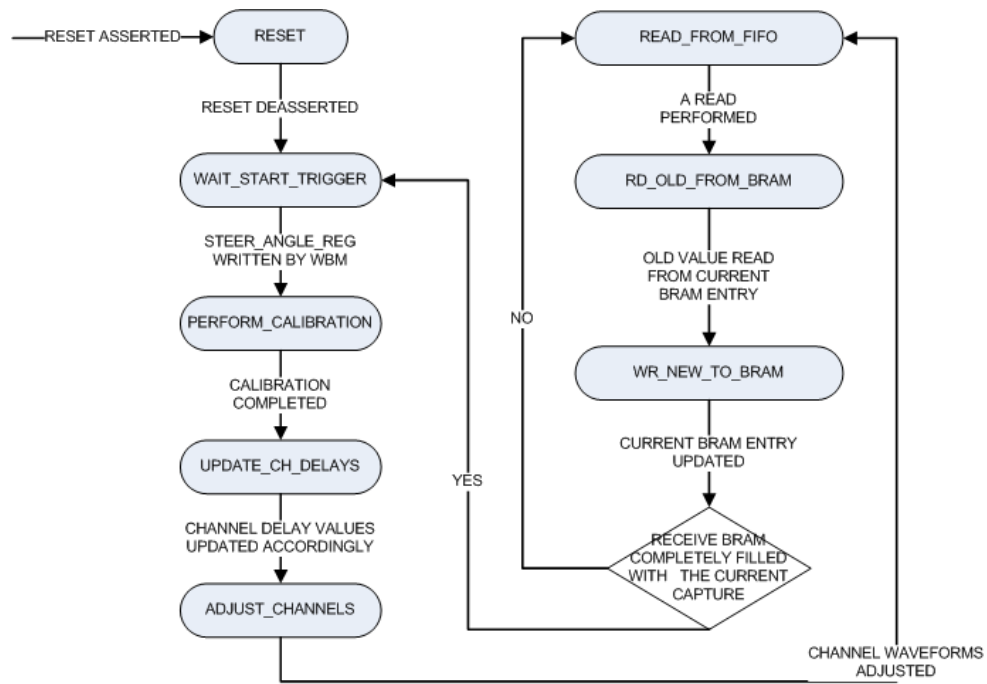 RESET ASSERTED
RESET
RESET DEASSERTED
WAIT_START_TRIGGER
STEER_ANGLE_REG
WRITTEN BY WBM
PERFORM_CALIBRATION
CALIBRATION
COMPLETED
UPDATE_CH_DELAYS
CHANNEL DELAY VALUES
UPDATED ACCORDINGLY
ADJUST_CHANNELS
CHANNEL WAVEFORMS
ADJUSTED
READ_FROM_FIFO
A READ
PERFORMED
RD_OLD_FROM_BRAM
OLD VALUE READ
FROM CURRENT
BRAM ENTRY
WR_NEW_TO_BRAM
CURRENT BRAM ENTRY
UPDATED
RECEIVE BRAM
COMPLETELY FILLED
WITH THE CURRENT
CAPTURE
NO
YES